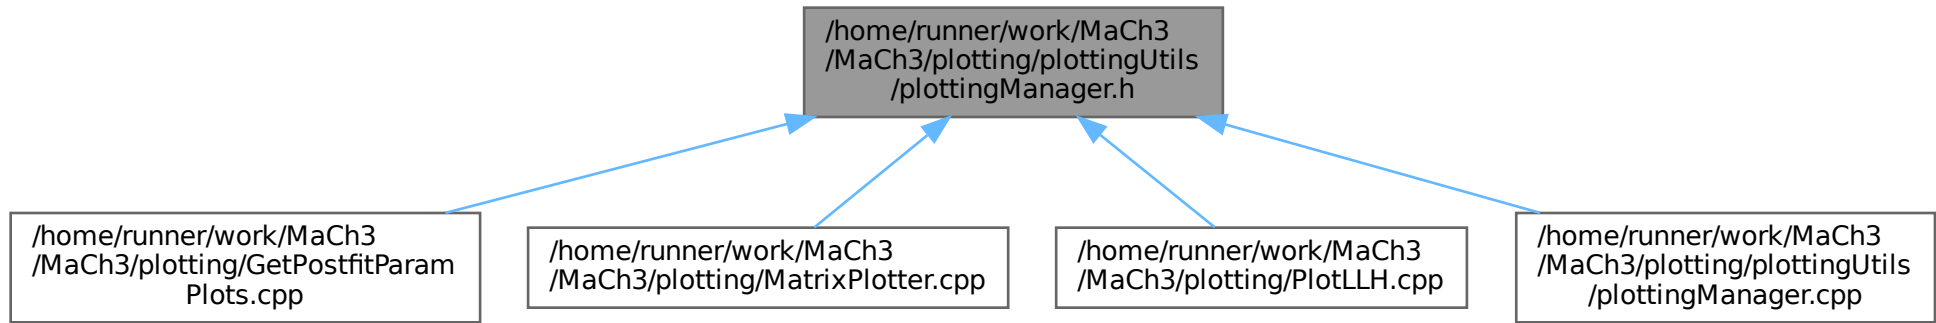 /home/runner/work/MaCh3
/MaCh3/plotting/plottingUtils
/plottingManager.h
/home/runner/work/MaCh3
/MaCh3/plotting/GetPostfitParam
Plots.cpp
/home/runner/work/MaCh3
/MaCh3/plotting/MatrixPlotter.cpp
/home/runner/work/MaCh3
/MaCh3/plotting/PlotLLH.cpp
/home/runner/work/MaCh3
/MaCh3/plotting/plottingUtils
/plottingManager.cpp